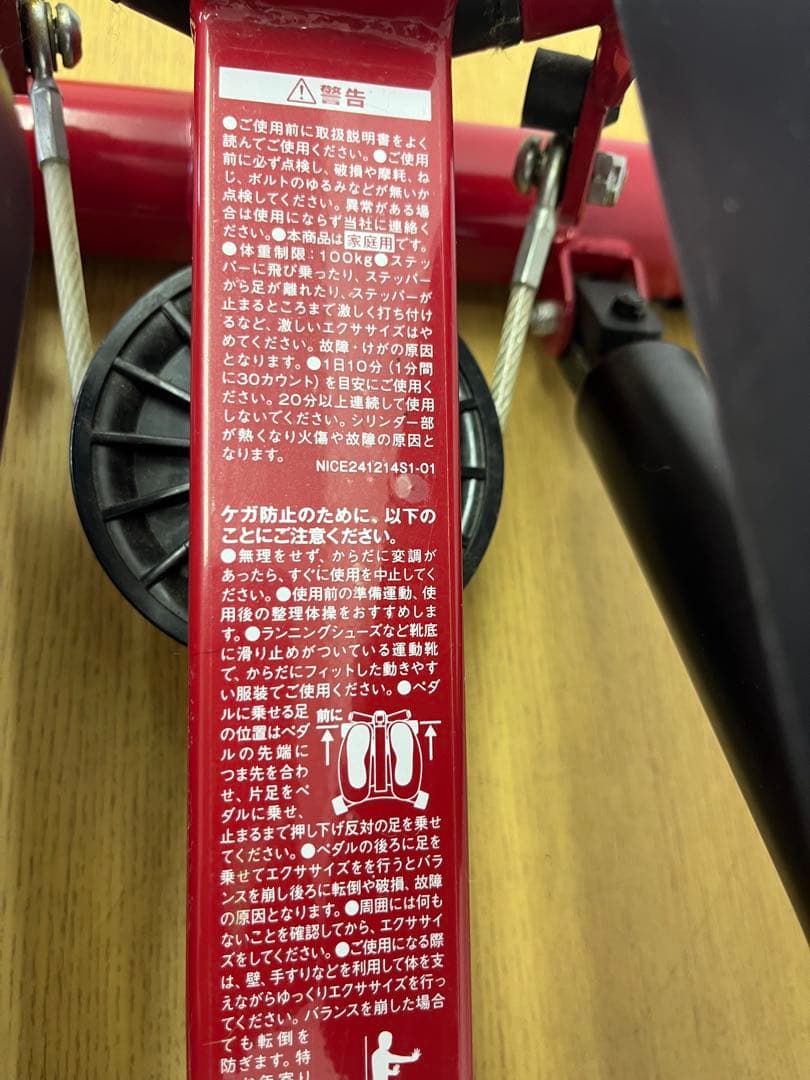 警告
●ご使用前に取扱説明書をよく
読んでご使用ください。●ご使用
前に必ず点検し、破損や摩耗、ね
じ、ボルトのゆるみなどが無いか
点検してください。異常がある場
合は使用にならず当社に連絡く
ださい。●本商品は家庭用です。
●体重制限:100kg●ステッ
パーに飛び乗ったり、ステッパー
から足が離れたり、ステッパーが
止まるところまで激しく打ち付け
るなど、激しいエクササイズはや
めてください。故障・けがの原因
となります。●1日10分(1分間
に30カウント)を目安にご使用く
ださい。20分以上連続して使用
しないでください。シリンダー部
が熱くなり火傷や故障の原因と
なります。
NICE241214S1-01
ケガ防止のために、以下の
ことにご注意ください。
●無理をせず、からだに変調が
あったら、すぐに使用を中止してく
ださい。●使用前の準備運動、使
用後の整理体操をおすすめしま
す。●ランニングシューズなど靴底
に滑り止めがついている運動靴
で、からだにフィットした動きやす
い服装でご使用ください。●ペダ
ルに乗せる足
の位置はペダ
ルの先端に
つま先を合わ
せ、片足をペ
ダルに乗せ、
前に
止まるまで押し下げ反対の足を乗せ
てください。●ペダルの後ろに足を
乗せてエクササイズをを行うとバラ
ンスを崩し後ろに転倒や破損、故障
の原因となります。●周囲には何も
ないことを確認してから、エクササイ
ズをしてください。●ご使用になる際
は、壁、手すりなどを利用して体を支
えながらゆっくりエクササイズを行っ
てください。バランスを崩した場合
でも転倒を
防ぎます。特